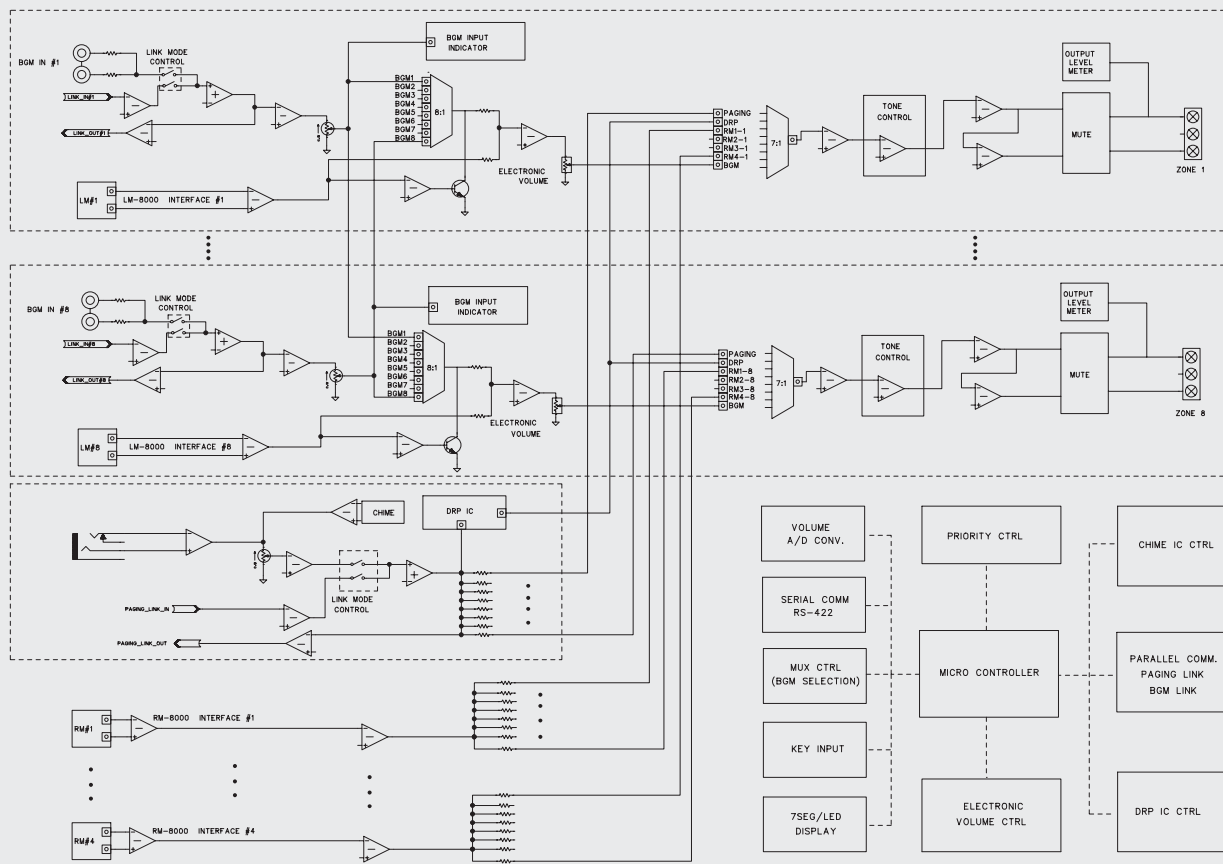 BGM IN #1
LINK MODE
CONTROL
LINK_IN#1
LINK_OUT#1
LM#1
LM-8000 INTERFACE #1
BGM INPUT
INDICATOR
BGM1
BGM2
BGM3
BGM4
BGM5
BGM6
BGM7
BGM8
8:1
ELECTRONIC
VOLUME
PAGING
DRP
RM1-1
RM2-1
RM3-1
RM4-1
BGM
7:1
TONE
CONTROL
OUTPUT
LEVEL
METER
MUTE
ZONE 1
BGM IN #8
LINK MODE
CONTROL
LINK_IN#8
LINK_OUT#8
LM#8
LM-8000 INTERFACE #8
BGM INPUT
INDICATOR
BGM1
BGM2
BGM3
BGM4
BGM5
BGM6
BGM7
BGM8
8:1
ELECTRONIC
VOLUME
PAGING
DRP
RM1-8
RM2-8
RM3-8
RM4-8
BGM
7:1
TONE
CONTROL
OUTPUT
LEVEL
METER
MUTE
ZONE 8
CHIME
DRP IC
LINK MODE
CONTROL
PAGING_LINK_IN
PAGING_LINK_OUT
RM#1
RM-8000 INTERFACE #1
RM#4
RM-8000 INTERFACE #4
VOLUME
A/D CONV.
SERIAL COMM
RS-422
MUX CTRL
(BGM SELECTION)
KEY INPUT
7SEG/LED
DISPLAY
PRIORITY CTRL
MICRO CONTROLLER
ELECTRONIC
VOLUME CTRL
CHIME IC CTRL
PARALLEL COMM.
PAGING LINK
BGM LINK
DRP IC CTRL